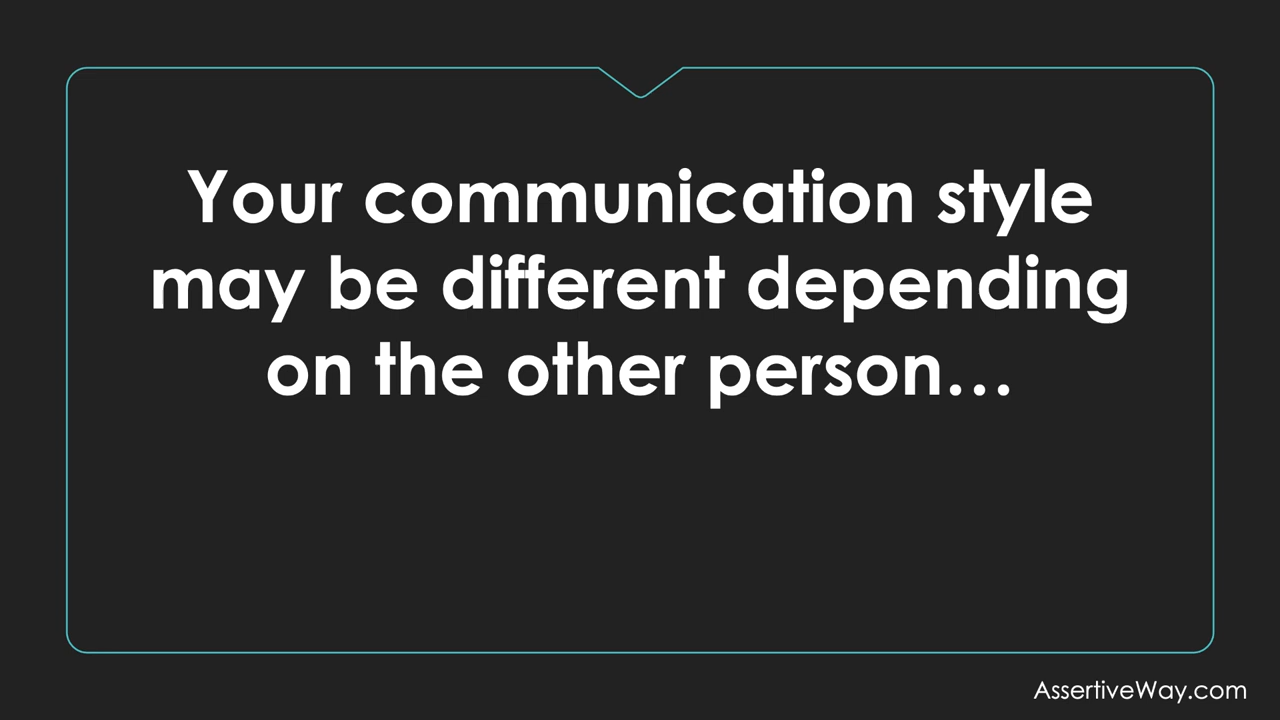 Your communication style
may be different depending
on the other person…
AssertiveWay.com